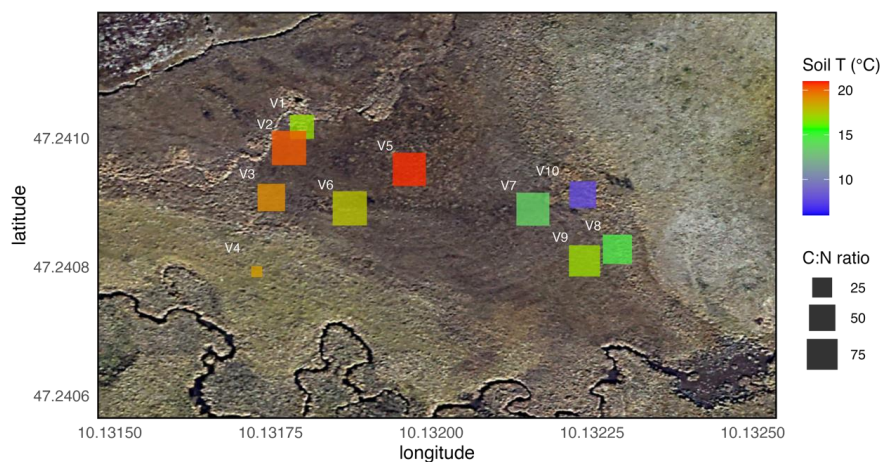 V1
V2
V3
V4
V5
V6
V7
V8
V9
V10
47.2410
47.2408
47.2406
latitude
10.13150 10.13175 10.13200 10.13225 10.13250
longitude
Soil T (°C)
20
15
10
C:N ratio
25
50
75